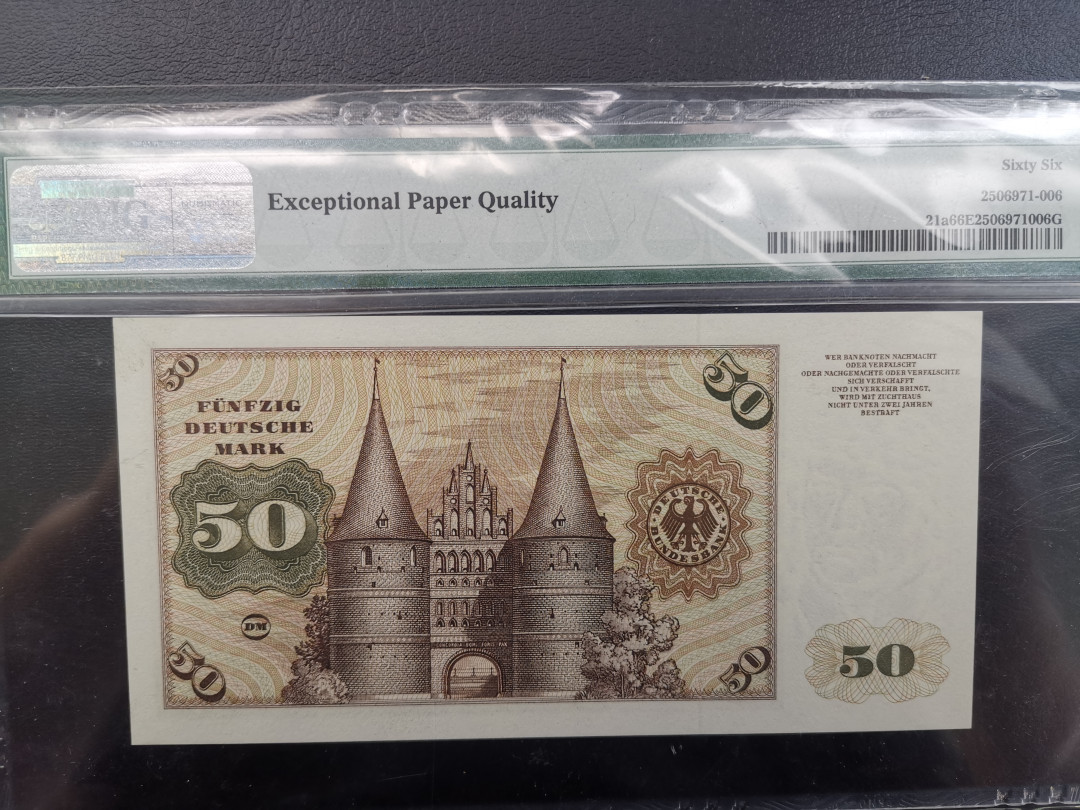 Sixty Six
Exceptional Paper Quality
2506971-006
21a66E2506971006G
50
50
FÜNFZIG
DEUTSCHE
MARK
50
DEUTSCHE
BUNDESBANK
DM
50
50
WER BANKNOTEN NACHMACHT
ODER VERFÄLSCHT
ODER NACHGEMACHTE ODER VERFÄLSCHTE
SICH VERSCHAFFT
UND IN VERKEHR BRINGT,
WIRD MIT ZUCHTHAUS
NICHT UNTER ZWEI JAHREN
BESTRAFT
50